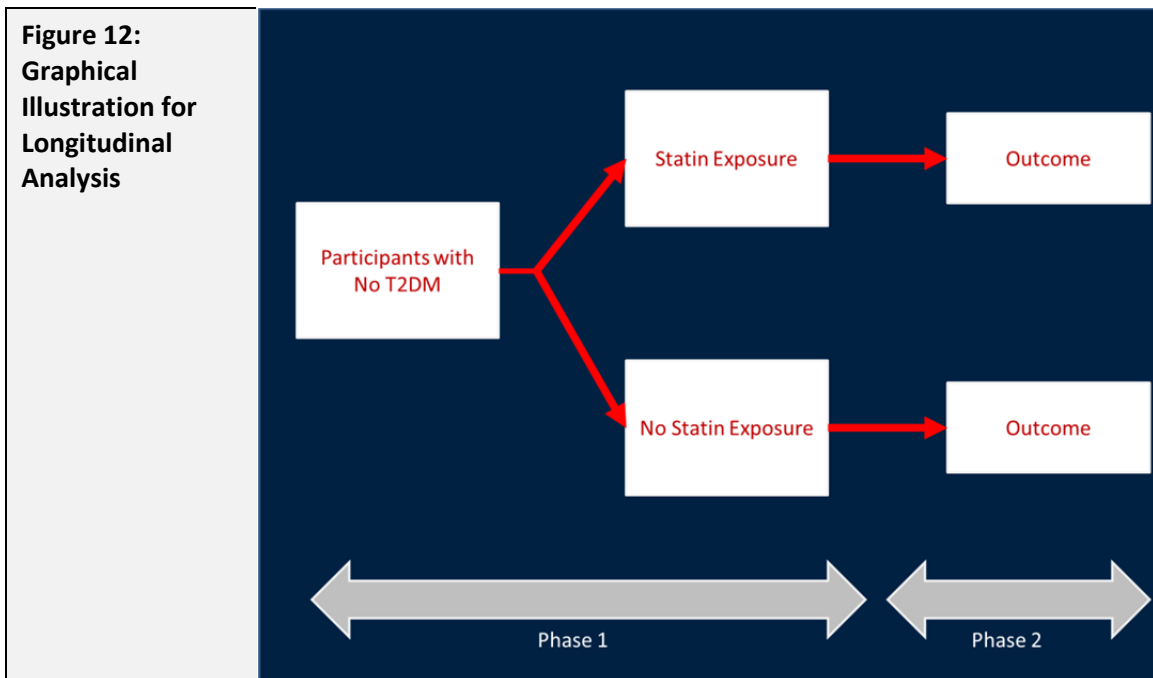 Figure 12:
Graphical
Illustration for
Longitudinal
Analysis
Statin Exposure
Outcome
Participants with
No T2DM
No Statin Exposure
Outcome
Phase 1
Phase 2